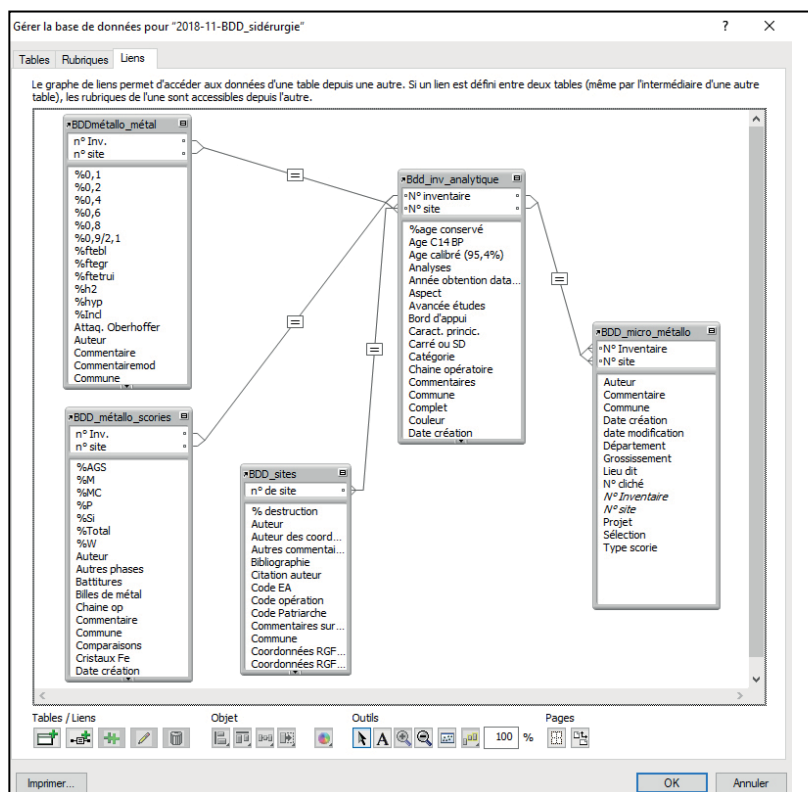 Gérer la base de données pour "2018-11-BDD_sidérurgie"
?
Tables
Rubriques
Liens
Le graphe de liens permet d'accéder aux données d'une table depuis une autre. Si un lien est défini entre deux tables (même par l'intermédiaire d'une autre
table), les rubriques de l'une sont accessibles depuis l'autre.
BDDmétallo_métal
n° Inv.
n° site
%0,1
%0,2
%0,4
%0,6
%0,8
%0,9/2,1
%ftebl
%ftegr
%ftetrui
%h2
%hyp
%Incl
Attaq. Oberhoffer
Auteur
Commentaire
Commentairemod
Commune
=
=
=
=
Bdd_inv_analytique
N° inventaire
N° site
%age conservé
Age C14 BP
Age calibré (95,4%)
Analyses
Année obtention data...
Aspect
Avancée études
Bord d'appui
Caract. princic.
Carré ou SD
Catégorie
Chaine opératoire
Commentaires
Commune
Complet
Couleur
Date création
BDD_micro_métallo
N° Inventaire
N° site
Auteur
Commentaire
Commune
Date création
date modification
Département
Grossissement
Lieu dit
N° cliché
N° Inventaire
N° site
Projet
Sélection
Type scorie
BDD_métallo_scories
n° Inv.
n° site
%AGS
%M
%MC
%P
%Si
%Total
%W
Auteur
Autres phases
Battitures
Billes de métal
Chaine op
Commentaire
Commune
Comparaisons
Cristaux Fe
Date création
BDD_sites
n° de site
% destruction
Auteur
Auteur des coord...
Autres commentai...
Bibliographie
Citation auteur
Code EA
Code opération
Code Patriarche
Commentaires sur...
Commune
Coordonnées RGF...
Coordonnées RGF...
Tables / Liens
Objet
Outils
Pages
A
100 %
Imprimer...
OK
Annuler